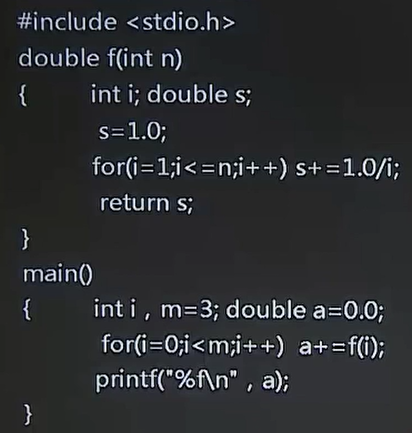 #include <stdio.h>
double f(int n)
{ int i; double s;
s=1.0;
for(i=1;i<=n;i++) s+=1.0/i;
return s;
}
main()
{ int i , m=3; double a=0.0;
for(i=0;i<m;i++) a+=f(i);
printf("%f\n" , a);
}